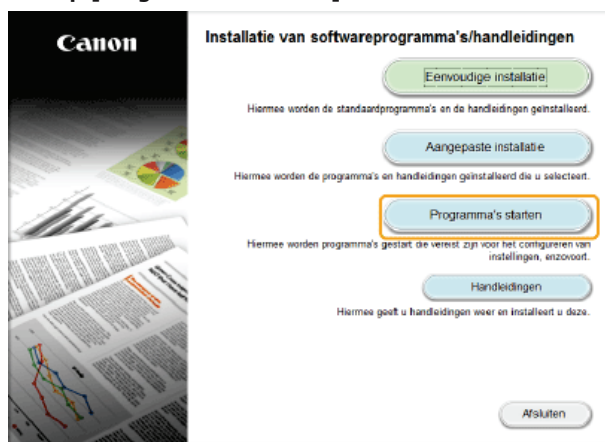 Canon
Installatie van softwareprogramma's/handleidingen
Eenvoudige installatie
Hiermee worden de standaardprogramma's en de handleidingen geïnstalleerd.
Aangepaste installatie
Hiermee worden de programma's en handleidingen geïnstalleerd die u selecteert.
Programma's starten
Hiermee worden programma's gestart die vereist zijn voor het configureren van
instellingen, enzovoort.
Handleidingen
Hiermee geeft u handleidingen weer en installeert u deze.
Afsluiten